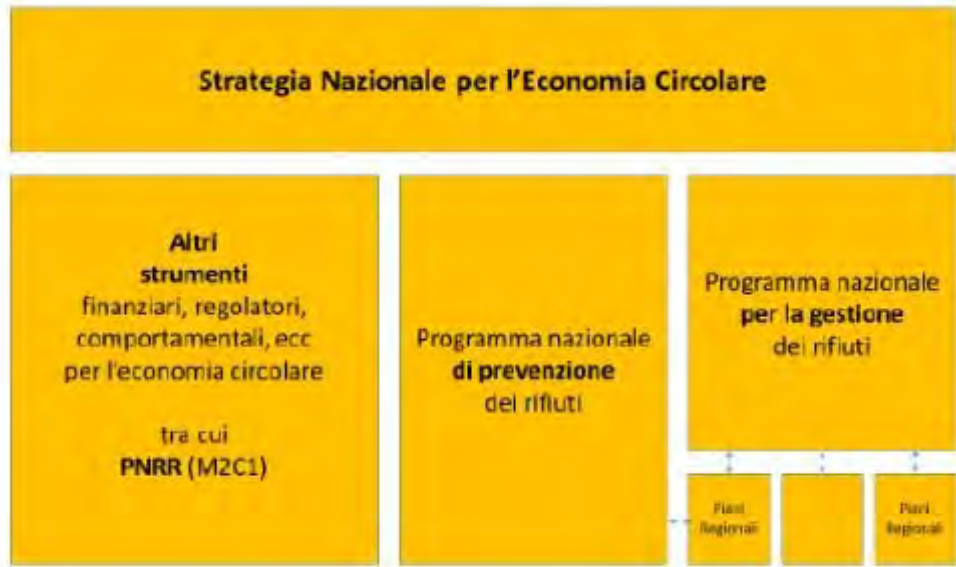 Strategia Nazionale per l'Economia Circolare
Altri
strumenti
finanziari, regolatori,
comportamentali, ecc
per l'economia circolare
tra cui
PNRR (M2C1)
Programma nazionale
di prevenzione
dei rifiuti
Programma nazionale
per la gestione
dei rifiuti
Piani
Regionali
Piani
Regionali